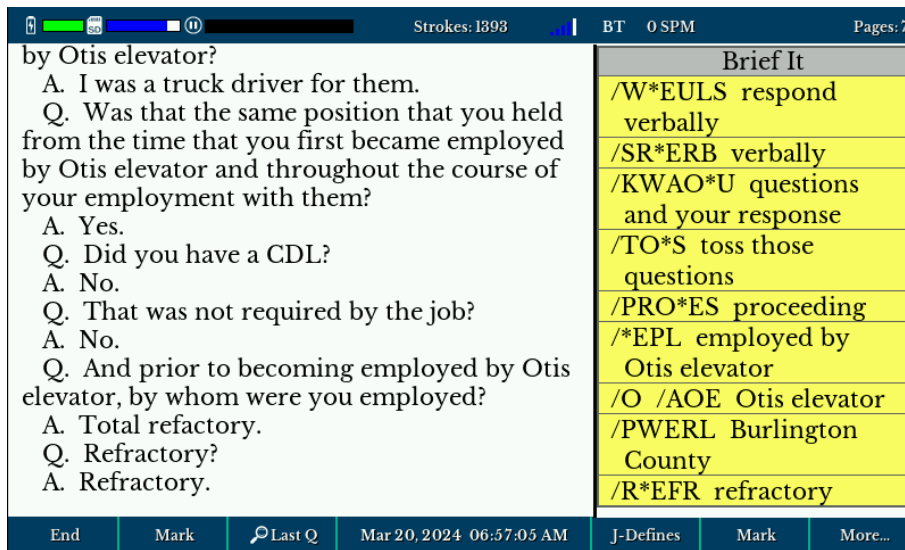 SD Strokes: 1393 BT 0 SPM Pages: 7
by Otis elevator?
A. I was a truck driver for them.
Q. Was that the same position that you held
from the time that you first became employed
by Otis elevator and throughout the course of
your employment with them?
A. Yes.
Q. Did you have a CDL?
A. No.
Q. That was not required by the job?
A. No.
Q. And prior to becoming employed by Otis
elevator, by whom were you employed?
A. Total refactory.
Q. Refractory?
A. Refractory.
Brief It
/W*EULS respond
verbally
/SR*ERB verbally
/KWAO*U questions
and your response
/TO*S toss those
questions
/PRO*ES proceeding
/*EPL employed by
Otis elevator
/O /AOE Otis elevator
/PWERL Burlington
County
/R*EFR refractory
End Mark Last Q Mar 20, 2024 06:57:05 AM J-Defines Mark More...